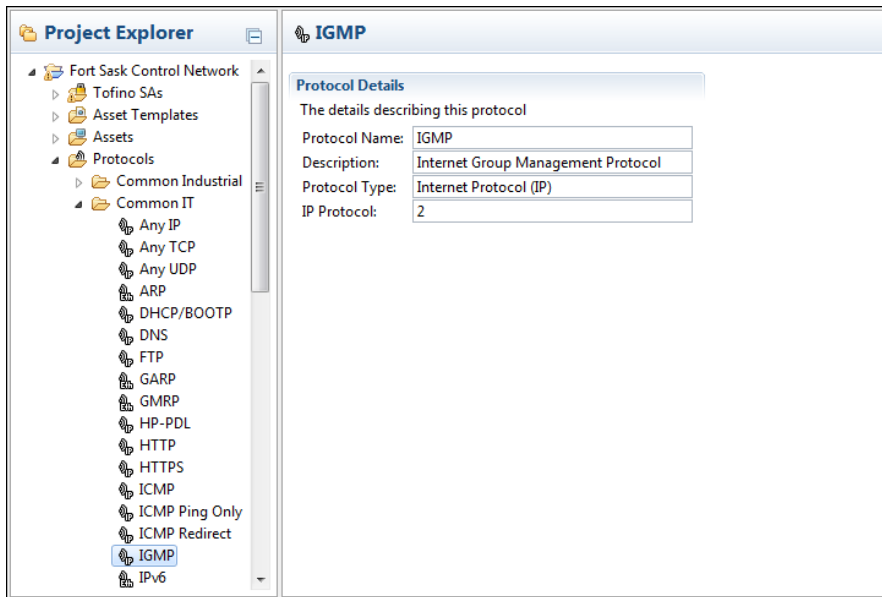 Project Explorer
Fort Sask Control Network
Tofino SAs
Asset Templates
Assets
Protocols
Common Industrial
Common IT
Any IP
Any TCP
Any UDP
ARP
DHCP/BOOTP
DNS
FTP
GARP
GMRP
HP-PDL
HTTP
HTTPS
ICMP
ICMP Ping Only
ICMP Redirect
IGMP
IPv6
IGMP
Protocol Details
The details describing this protocol
Protocol Name: IGMP
Description: Internet Group Management Protocol
Protocol Type: Internet Protocol (IP)
IP Protocol: 2